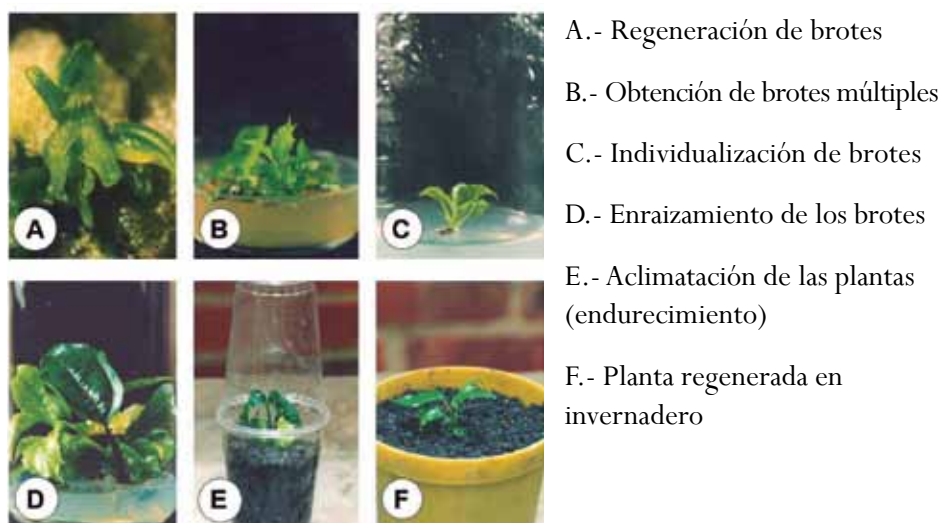 A
B
C
D
E
F
A.- Regeneración de brotes
B.- Obtención de brotes múltiples
C.- Individualización de brotes
D.- Enraizamiento de los brotes
E.- Aclimatación de las plantas
(endurecimiento)
F.- Planta regenerada en
invernadero